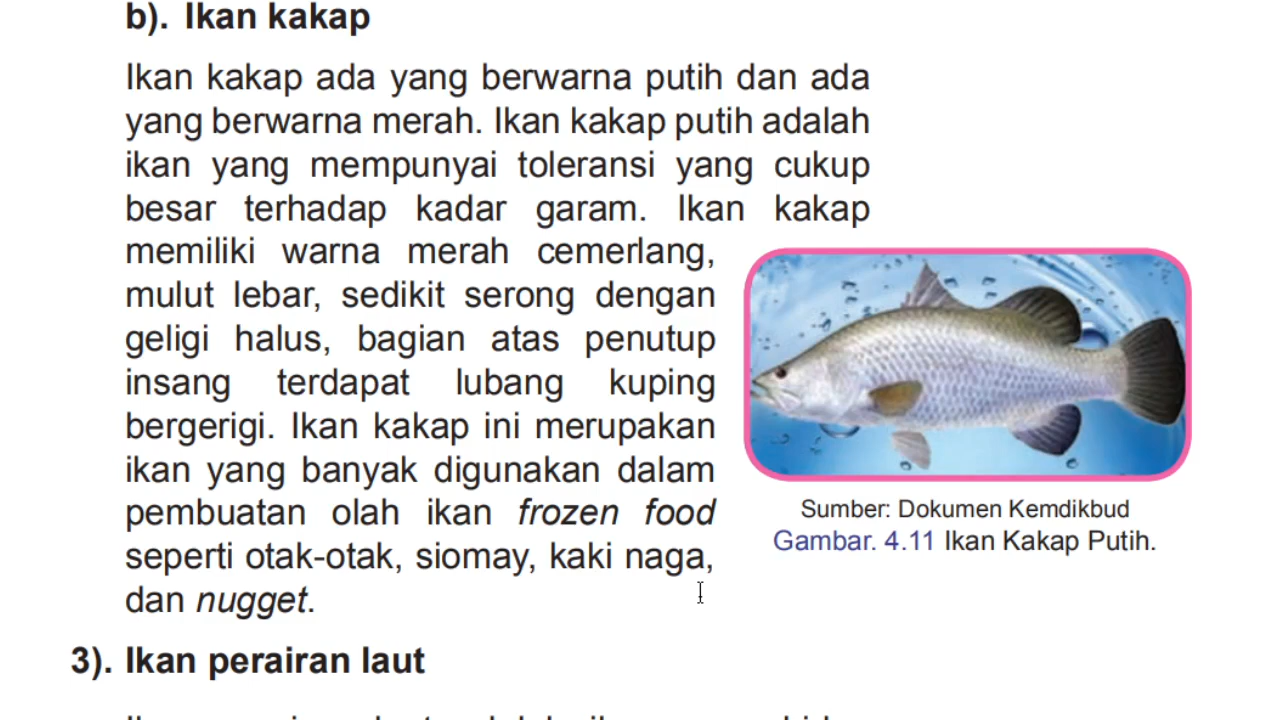 b). Ikan kakap
Ikan kakap ada yang berwarna putih dan ada
yang berwarna merah. Ikan kakap putih adalah
ikan yang mempunyai toleransi yang cukup
besar terhadap kadar garam. Ikan kakap
memiliki warna merah cemerlang,
mulut lebar, sedikit serong dengan
geligi halus, bagian atas penutup
insang terdapat lubang kuping
bergerigi. Ikan kakap ini merupakan
ikan yang banyak digunakan dalam
pembuatan olah ikan frozen food
seperti otak-otak, siomay, kaki naga,
dan nugget.
Sumber: Dokumen Kemdikbud
Gambar. 4.11 Ikan Kakap Putih.
3). Ikan perairan laut